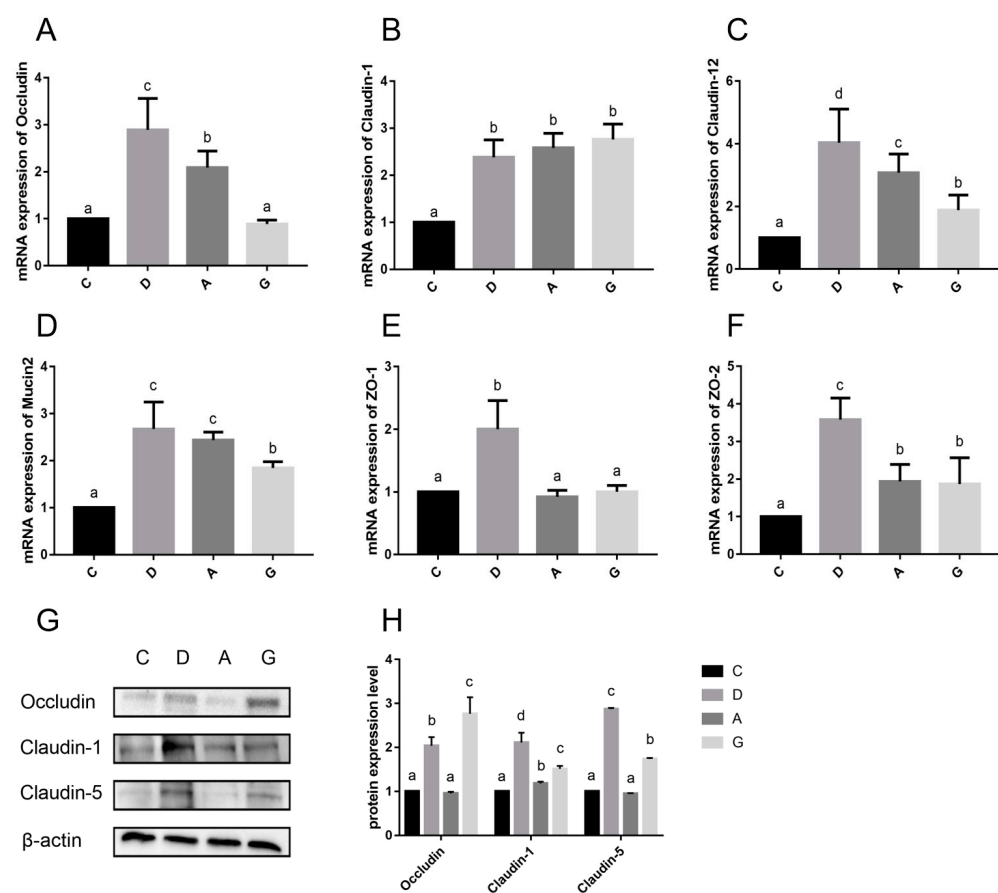 A
mRNA expression of Occludin
4
3
2
1
0
a
c
b
a
C
D
A
G
B
mRNA expression of Claudin-1
4
3
2
1
0
a
b
b
b
C
D
A
G
C
mRNA expression of Claudin-12
6
4
2
0
a
d
c
b
C
D
A
G
D
mRNA expression of Mucin2
4
3
2
1
0
a
c
c
b
C
D
A
G
E
mRNA expression of ZO-1
3
2
1
0
a
b
a
a
C
D
A
G
F
mRNA expression of ZO-2
5
4
3
2
1
0
a
c
b
b
C
D
A
G
G
C D A G
Occludin
Claudin-1
Claudin-5
β-actin
H
protein expression level
4
3
2
1
0
a b a c
a d b c
a c a b
Occludin
Claudin-1
Claudin-5
C
D
A
G